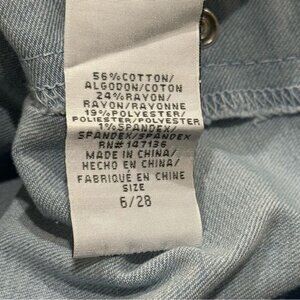 56%COTTON/
ALGODON/COTON
24%RAYON/
RAYON/RAYONNE
19%POLYESTER/
POLIESTER/POLYESTER
1%SPANDEX/
SPANDEX/SPANDEX
RN#147136
MADE IN CHINA/
HECHO EN CHINA/
FABRIQUÉ EN CHINE
SIZE
6/28